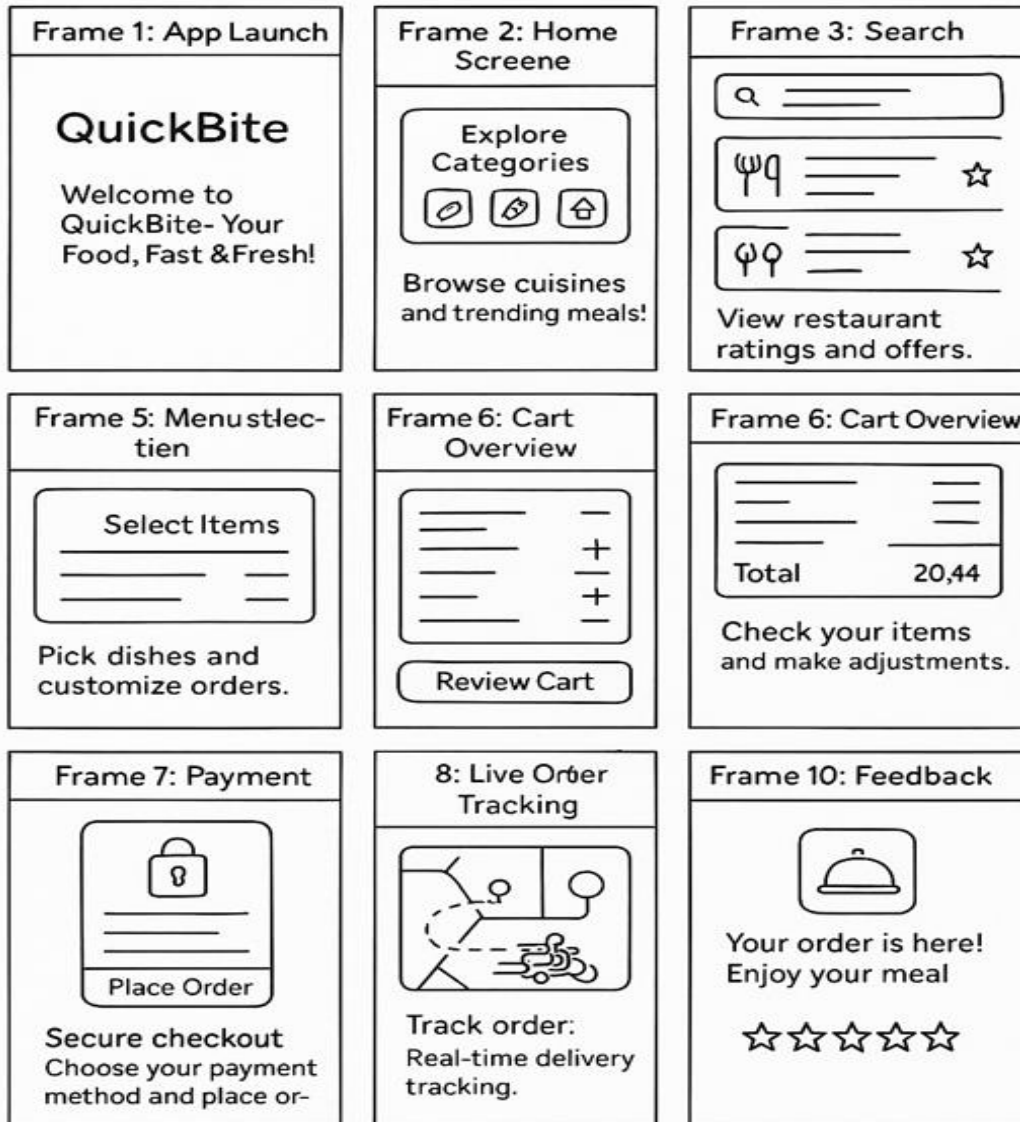 Frame 1: App Launch
QuickBite
Welcome to
QuickBite- Your
Food, Fast &Fresh!
Frame 2: Home
Screene
Explore
Categories
Browse cuisines
and trending meals!
Frame 3: Search
View restaurant
ratings and offers.
Frame 5: Menu stlec-
tien
Select Items
Pick dishes and
customize orders.
Frame 6: Cart
Overview
Review Cart
Frame 6: Cart Overview
Total 20,44
Check your items
and make adjustments.
Frame 7: Payment
Place Order
Secure checkout
Choose your payment
method and place or-
8: Live Order
Tracking
Track order:
Real-time delivery
tracking.
Frame 10: Feedback
Your order is here!
Enjoy your meal